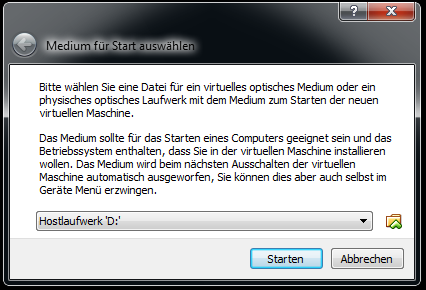 Medium für Start auswählen
Bitte wählen Sie eine Datei für ein virtuelles optisches Medium oder ein
physisches optisches Laufwerk mit dem Medium zum Starten der neuen
virtuellen Maschine.
Das Medium sollte für das Starten eines Computers geeignet sein und das
Betriebssystem enthalten, dass Sie in der virtuellen Maschine installieren
wollen. Das Medium wird beim nächsten Ausschalten der virtuellen
Maschine automatisch ausgeworfen, Sie können dies aber auch selbst im
Geräte Menü erzwingen.
Hostlaufwerk 'D:'
Starten Abbrechen